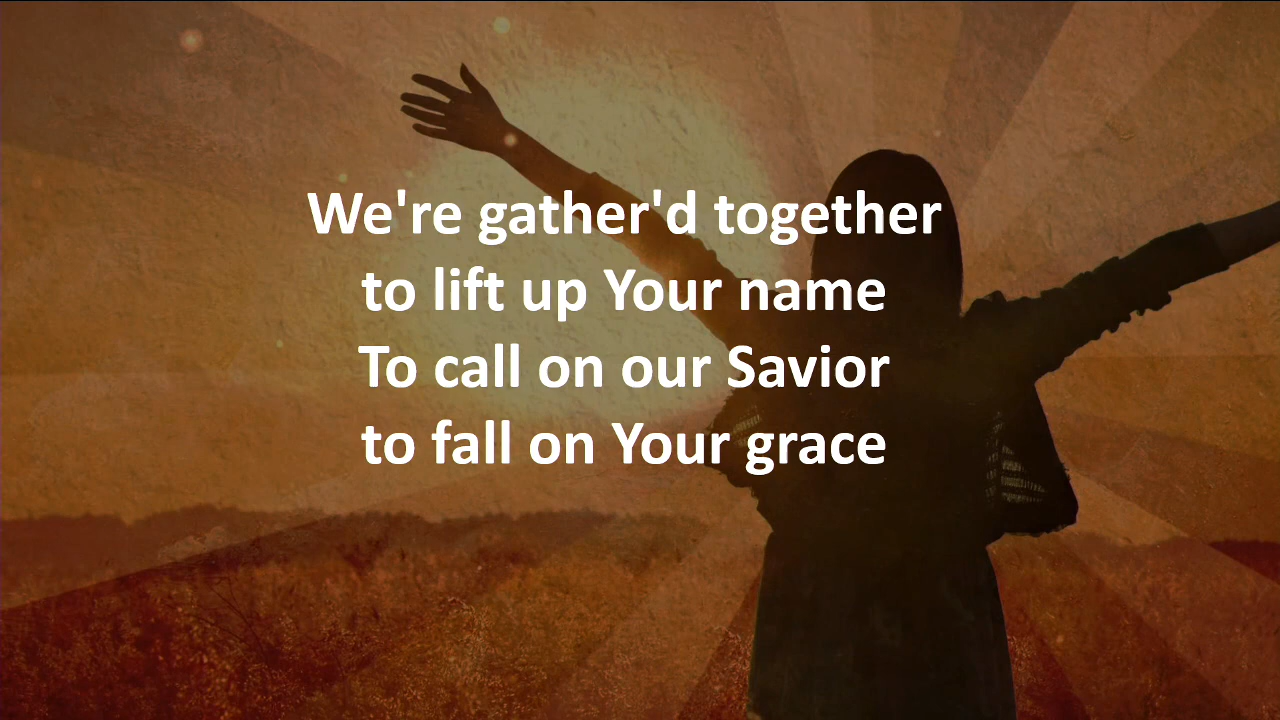 We're gather'd together
to lift up Your name
To call on our Savior
to fall on Your grace